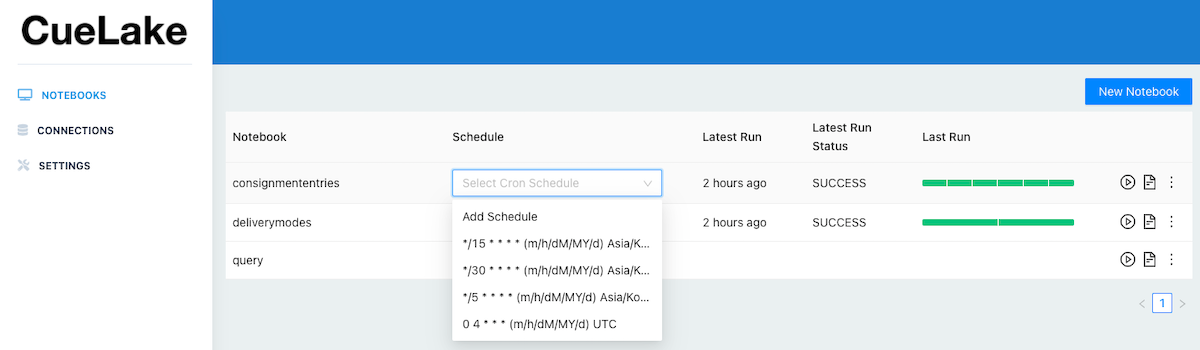 CueLake
NOTEBOOKS
CONNECTIONS
SETTINGS
New Notebook
Notebook
Schedule
Latest Run
Latest Run
Status
Last Run
consignmententries
Select Cron Schedule
2 hours ago
SUCCESS
deliverymodes
2 hours ago
SUCCESS
query
Add Schedule
*/15 * * * * (m/h/dM/MY/d) Asia/K...
*/30 * * * * (m/h/dM/MY/d) Asia/K...
*/5 * * * * (m/h/dM/MY/d) Asia/Ko...
0 4 * * * (m/h/dM/MY/d) UTC
1